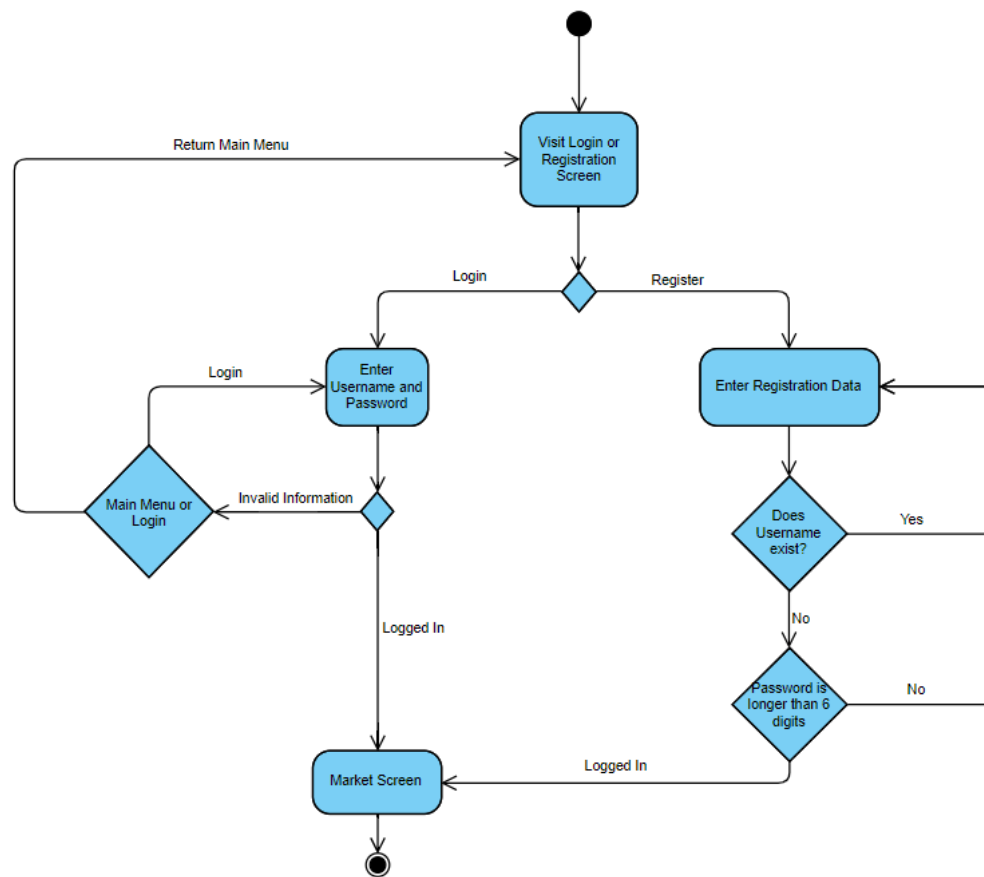 Visit Login or
Registration
Screen
Return Main Menu
Login
Register
Enter
Username and
Password
Login
Enter Registration Data
Main Menu or
Login
Invalid Information
Does
Username
exist?
Yes
No
Logged In
Password is
longer than 6
digits
No
Logged In
Market Screen